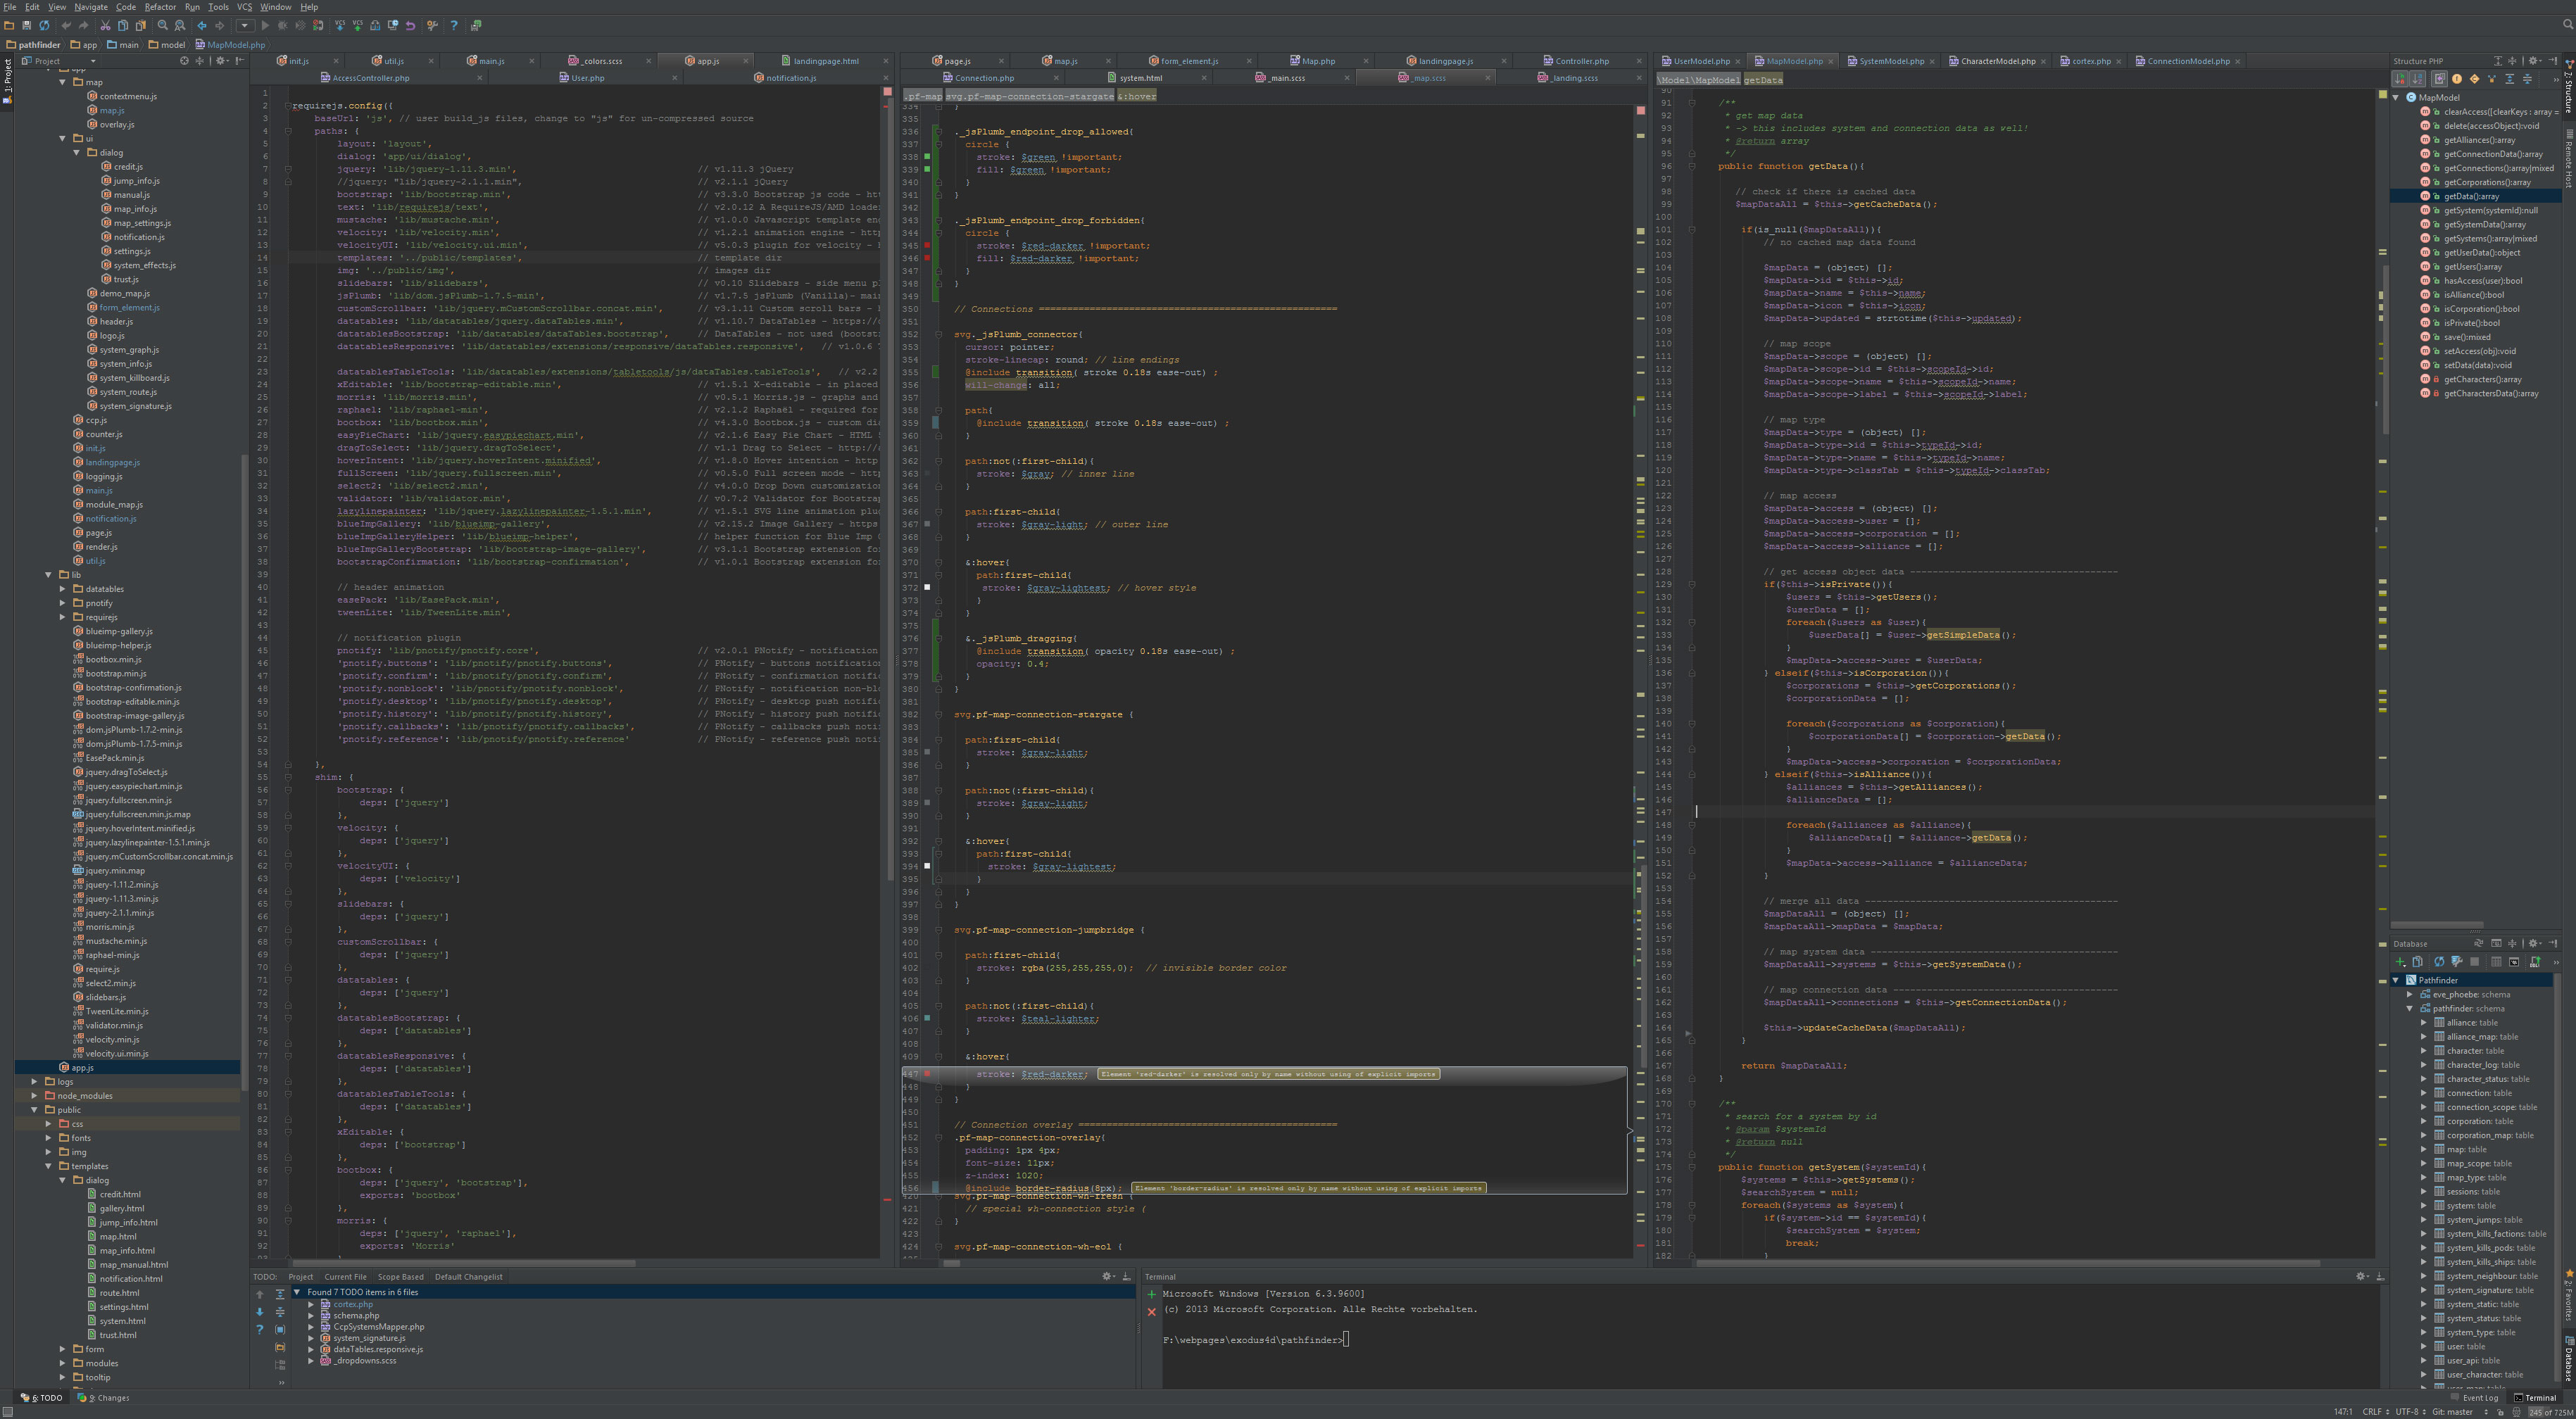 File Edit View Navigate Code Refactor Run Tools VCS Window Help
pathfinder app main model MapModel.php
Project
map
contextmenu.js
map.js
overlay.js
ui
dialog
credit.js
jump_info.js
manual.js
map_info.js
map_settings.js
notification.js
settings.js
system_effects.js
trust.js
demo_map.js
form_element.js
header.js
logo.js
system_graph.js
system_info.js
system_killboard.js
system_route.js
system_signature.js
ccp.js
counter.js
init.js
landingpage.js
logging.js
main.js
module_map.js
notification.js
page.js
render.js
util.js
lib
datatables
pnotify
requirejs
blueimp-gallery.js
blueimp-helper.js
bootbox.min.js
bootstrap.min.js
bootstrap-confirmation.js
bootstrap-editable.min.js
bootstrap-image-gallery.js
dom.jsPlumb-1.7.2-min.js
dom.jsPlumb-1.7.5-min.js
EasePack.min.js
jquery.dragToSelect.js
jquery.easypiechart.min.js
jquery.fullscreen.min.js
jquery.fullscreen.min.js.map
jquery.hoverIntent.minified.js
jquery.lazylinepainter-1.5.1.min.js
jquery.mCustomScrollbar.concat.min.js
jquery.min.map
jquery-1.11.2.min.js
jquery-1.11.3.min.js
jquery-2.1.1.min.js
morris.min.js
mustache.min.js
raphael-min.js
require.js
select2.min.js
slidebars.js
TweenLite.min.js
validator.min.js
velocity.min.js
velocity.ui.min.js
app.js
logs
node_modules
public
css
fonts
img
templates
dialog
credit.html
gallery.html
jump_info.html
map.html
map_info.html
map_manual.html
notification.html
route.html
settings.html
system.html
trust.html
form
modules
tooltip
init.js util.js main.js _colors.scss app.js landingpage.html
AccessController.php User.php notification.js
requirejs.config({
baseUrl: 'js', // user build_js files, change to "js" for un-compressed source
paths: {
layout: 'layout',
dialog: 'app/ui/dialog',
jquery: 'lib/jquery-1.11.3.min', // v1.11.3 jQuery
//jquery: "lib/jquery-2.1.1.min", // v2.1.1 jQuery
bootstrap: 'lib/bootstrap.min', // v3.3.0 Bootstrap js code -
text: 'lib/requirejs/text', // v2.0.12 A RequireJS/AMD
mustache: 'lib/mustache.min', // v1.0.0 Javascript template
velocity: 'lib/velocity.min', // v1.2.1 animation engine -
velocityUI: 'lib/velocity.ui.min', // v5.0.3 plugin for velocity -
templates: '../public/templates', // template dir
img: '../public/img', // images dir
slidebars: 'lib/slidebars', // v0.10 Slidebars - side menu
jsPlumb: 'lib/dom.jsPlumb-1.7.5-min', // v1.7.5 jsPlumb (Vanilla)-
customScrollbar: 'lib/jquery.mCustomScrollbar.concat.min', // v3.1.11 Custom scroll bars -
datatables: 'lib/datatables/jquery.dataTables.min', // v1.10.7 DataTables -
datatablesBootstrap: 'lib/datatables/dataTables.bootstrap', // DataTables - not used
datatablesResponsive: 'lib/datatables/extensions/responsive/dataTables.responsive', // v1.0.6
datatablesTableTools: 'lib/datatables/extensions/tabletools/js/dataTables.tableTools', // v2.2
xEditable: 'lib/bootstrap-editable.min', // v1.5.1 X-editable - in placed
morris: 'lib/morris.min', // v0.5.1 Morris.js - graphs and
raphael: 'lib/raphael-min', // v2.1.2 Raphaël - required for
bootbox: 'lib/bootbox.min', // v4.3.0 Bootbox.js - custom
easyPieChart: 'lib/jquery.easypiechart.min', // v2.1.6 Easy Pie Chart - HTML
dragToSelect: 'lib/jquery.dragToSelect', // v1.1 Drag to Select -
hoverIntent: 'lib/jquery.hoverIntent.minified', // v1.8.0 Hover intention -
fullScreen: 'lib/jquery.fullscreen.min', // v0.5.0 Full screen mode -
select2: 'lib/select2.min', // v4.0.0 Drop Down
validator: 'lib/validator.min', // v0.7.2 Validator for
lazylinepainter: 'lib/jquery.lazylinepainter-1.5.1.min', // v1.5.1 SVG line animation
blueImpGallery: 'lib/blueimp-gallery', // v2.15.2 Image Gallery -
blueImpGalleryHelper: 'lib/blueimp-helper', // helper function for Blue Imp
blueImpGalleryBootstrap: 'lib/bootstrap-image-gallery', // v3.1.1 Bootstrap extension
bootstrapConfirmation: 'lib/bootstrap-confirmation', // v1.0.1 Bootstrap extension
// header animation
easePack: 'lib/EasePack.min',
tweenLite: 'lib/TweenLite.min',
// notification plugin
pnotify: 'lib/pnotify/pnotify.core', // v2.0.1 PNotify - notification
'pnotify.buttons': 'lib/pnotify/pnotify.buttons', // PNotify - buttons
'pnotify.confirm': 'lib/pnotify/pnotify.confirm', // PNotify - confirmation
'pnotify.nonblock': 'lib/pnotify/pnotify.nonblock', // PNotify - notification
'pnotify.desktop': 'lib/pnotify/pnotify.desktop', // PNotify - desktop push
'pnotify.history': 'lib/pnotify/pnotify.history', // PNotify - history push
'pnotify.callbacks': 'lib/pnotify/pnotify.callbacks', // PNotify - callbacks push
'pnotify.reference': 'lib/pnotify/pnotify.reference' // PNotify - reference push
},
shim: {
bootstrap: {
deps: ['jquery']
},
velocity: {
deps: ['jquery']
},
velocityUI: {
deps: ['velocity']
},
slidebars: {
deps: ['jquery']
},
customScrollbar: {
deps: ['jquery']
},
datatables: {
deps: ['jquery']
},
datatablesBootstrap: {
deps: ['datatables']
},
datatablesResponsive: {
deps: ['datatables']
},
datatablesTableTools: {
deps: ['datatables']
},
xEditable: {
deps: ['bootstrap']
},
bootbox: {
deps: ['jquery', 'bootstrap'],
exports: 'bootbox'
},
morris: {
deps: ['jquery', 'raphael'],
exports: 'Morris'
page.js map.js form_element.js Map.php landingpage.js Controller.php
Connection.php system.html _main.scss _map.scss _landing.scss
.pf-map svg.pf-map-connection-stargate &:hover
._jsPlumb_endpoint_drop_allowed{
circle {
stroke: $green !important;
fill: $green !important;
}
}
._jsPlumb_endpoint_drop_forbidden{
circle {
stroke: $red-darker !important;
fill: $red-darker !important;
}
}
// Connections ======================================================
svg._jsPlumb_connector{
cursor: pointer;
stroke-linecap: round; // line endings
@include transition( stroke 0.18s ease-out) ;
will-change: all;
path{
@include transition( stroke 0.18s ease-out) ;
}
path:not(:first-child){
stroke: $gray; // inner line
}
path:first-child{
stroke: $gray-light; // outer line
}
&:hover{
path:first-child{
stroke: $gray-lightest; // hover style
}
}
&._jsPlumb_dragging{
@include transition( opacity 0.18s ease-out) ;
opacity: 0.4;
}
}
svg.pf-map-connection-stargate {
path:first-child{
stroke: $gray-light;
}
path:not(:first-child){
stroke: $gray-light;
}
&:hover{
path:first-child{
stroke: $gray-lightest;
}
}
}
svg.pf-map-connection-jumpbridge {
path:first-child{
stroke: rgba(255,255,255,0); // invisible border color
}
path:not(:first-child){
stroke: $teal-lighter;
}
&:hover{
stroke: $red-darker; Element 'red-darker' is resolved only by name without using of explicit imports
}
}
// Connection overlay ===============================================
.pf-map-connection-overlay{
padding: 1px 4px;
font-size: 11px;
z-index: 1020;
@include border-radius(8px); Element 'border-radius' is resolved only by name without using of explicit imports
svg.pf-map-connection-wh-fresh {
// special wh-connection style (
}
svg.pf-map-connection-wh-eol {
UserModel.php MapModel.php SystemModel.php CharacterModel.php cortex.php ConnectionModel.php
\Model\MapModel getData
/**
* get map data
* -> this includes system and connection data as well!
* @return array
*/
public function getData(){
// check if there is cached data
$mapDataAll = $this->getCacheData();
if(is_null($mapDataAll)){
// no cached map data found
$mapData = (object) [];
$mapData->id = $this->id;
$mapData->name = $this->name;
$mapData->icon = $this->icon;
$mapData->updated = strtotime($this->updated);
// map scope
$mapData->scope = (object) [];
$mapData->scope->id = $this->scopeId->id;
$mapData->scope->name = $this->scopeId->name;
$mapData->scope->label = $this->scopeId->label;
// map type
$mapData->type = (object) [];
$mapData->type->id = $this->typeId->id;
$mapData->type->name = $this->typeId->name;
$mapData->type->classTab = $this->typeId->classTab;
// map access
$mapData->access = (object) [];
$mapData->access->user = [];
$mapData->access->corporation = [];
$mapData->access->alliance = [];
// get access object data -------------------------------------
if($this->isPrivate()){
$users = $this->getUsers();
$userData = [];
foreach($users as $user){
$userData[] = $user->getSimpleData();
}
$mapData->access->user = $userData;
} elseif($this->isCorporation()){
$corporations = $this->getCorporations();
$corporationData = [];
foreach($corporations as $corporation){
$corporationData[] = $corporation->getData();
}
$mapData->access->corporation = $corporationData;
} elseif($this->isAlliance()){
$alliances = $this->getAlliances();
$allianceData = [];
foreach($alliances as $alliance){
$allianceData[] = $alliance->getData();
}
$mapData->access->alliance = $allianceData;
}
// merge all data ---------------------------------------------
$mapDataAll = (object) [];
$mapDataAll->mapData = $mapData;
// map system data --------------------------------------------
$mapDataAll->systems = $this->getSystemData();
// map connection data ----------------------------------------
$mapDataAll->connections = $this->getConnectionData();
$this->updateCacheData($mapDataAll);
}
return $mapDataAll;
}
/**
* search for a system by id
* @param $systemId
* @return null
*/
public function getSystem($systemId){
$systems = $this->getSystems();
$searchSystem = null;
foreach($systems as $system){
if($system->id == $systemId){
$searchSystem = $system;
break;
}
Structure PHP
MapModel
clearAccess([clearKeys : array =
delete(accessObject):void
getAlliances():array
getConnectionData():array
getConnections():array|mixed
getCorporations():array
getData():array
getSystem(systemId):null
getSystemData():array
getSystems():array|mixed
getUserData():object
getUsers():array
hasAccess(user):bool
isAlliance():bool
isCorporation():bool
isPrivate():bool
save():mixed
setAccess(obj):void
setData(data):void
getCharacters():array
getCharactersData():array
Database
Pathfinder
eve_phoebe: schema
pathfinder: schema
alliance: table
alliance_map: table
character: table
character_log: table
character_status: table
connection: table
connection_scope: table
corporation: table
corporation_map: table
map: table
map_scope: table
map_type: table
sessions: table
system: table
system_jumps: table
system_kills_factions: table
system_kills_pods: table
system_kills_ships: table
system_neighbour: table
system_signature: table
system_static: table
system_status: table
system_type: table
user: table
user_api: table
user_character: table
1: Project
7: Structure
Remote Host
2: Favorites
Database
TODO: Project Current File Scope Based Default Changelist
Found 7 TODO items in 6 files
cortex.php
schema.php
CcpSystemsMapper.php
system_signature.js
dataTables.responsive.js
_dropdowns.scss
Terminal
Microsoft Windows [Version 6.3.9600]
(c) 2013 Microsoft Corporation. Alle Rechte vorbehalten.
F:\webpages\exodus4d\pathfinder>
6: TODO 9: Changes Event Log Terminal
147:1 CRLF UTF-8 Git: master 245 of 725M